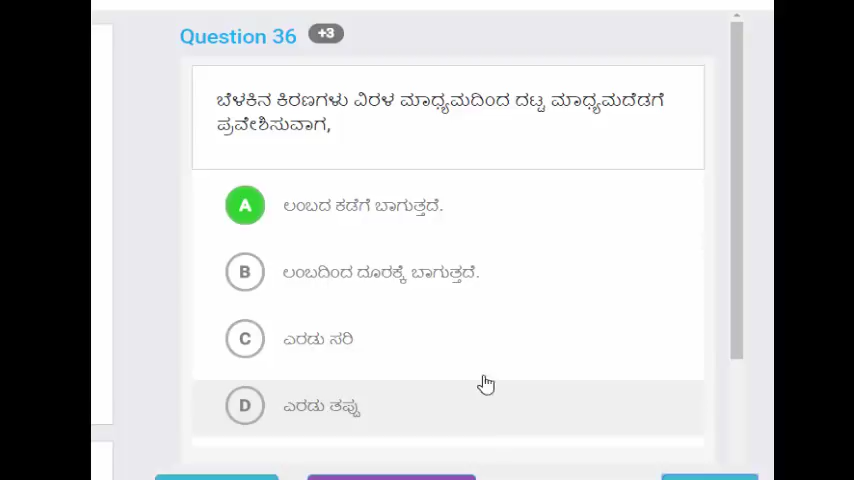 Question 36 +3
ಬೆಳಕಿನ ಕಿರಣಗಳು ವಿರಳ ಮಾಧ್ಯಮದಿಂದ ದಟ್ಟ ಮಾಧ್ಯಮದೆಡಗೆ
ಪ್ರವೇಶಿಸುವಾಗ,
A ಲಂಬದ ಕಡೆಗೆ ಬಾಗುತ್ತದೆ.
B ಲಂಬದಿಂದ ದೂರಕ್ಕೆ ಬಾಗುತ್ತದೆ.
C ಎರಡು ಸರಿ
D ಎರಡು ತಪ್ಪು